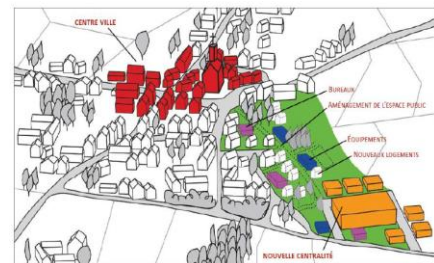 CENTRE VILLE
BUREAUX
AMÉNAGEMENT DE L'ESPACE PUBLIC
ÉQUIPEMENTS
NOUVEAUX LOGEMENTS
NOUVELLE CENTRALITÉ